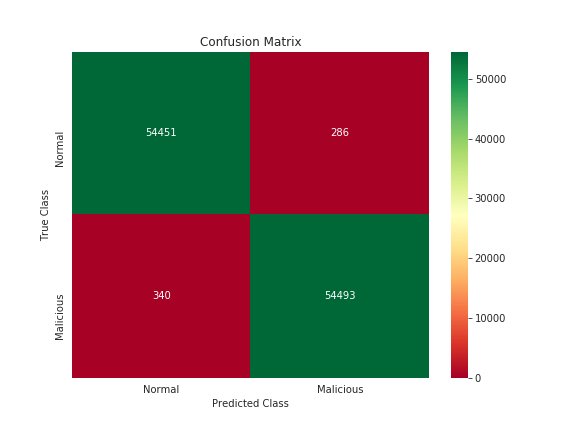 Confusion Matrix
True Class
Normal
54451
286
Malicious
340
54493
Normal
Malicious
Predicted Class
50000
40000
30000
20000
10000
0